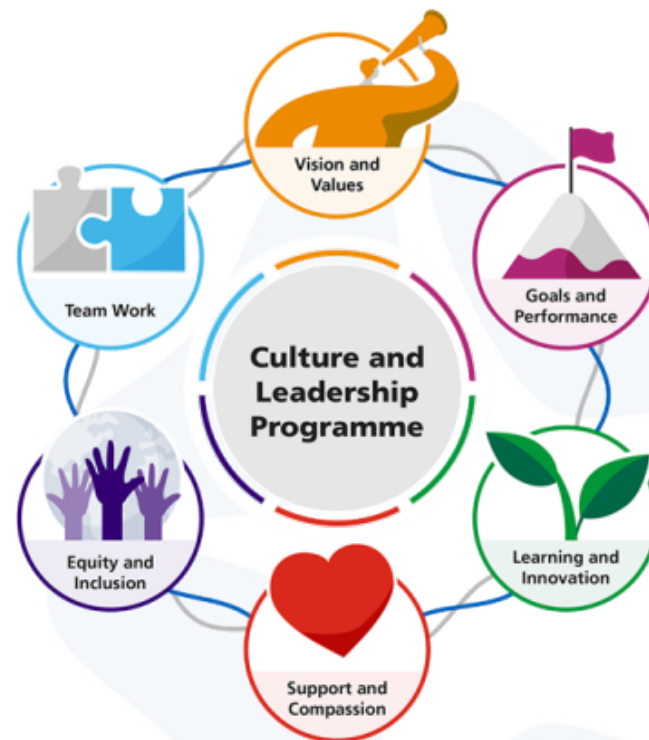 Vision and
Values
Team Work
Goals and
Performance
Culture and
Leadership
Programme
Equity and
Inclusion
Learning and
Innovation
Support and
Compassion